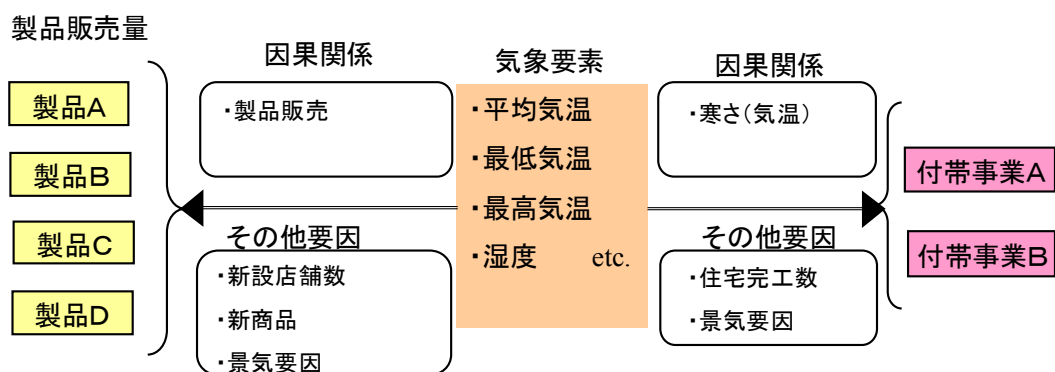 製品販売量
製品A
製品B
製品C
製品D
因果関係
・製品販売
その他要因
・新設店舗数
・新商品
・景気要因
気象要素
・平均気温
・最低気温
・最高気温
・湿度 etc.
因果関係
・寒さ(気温)
その他要因
・住宅完工数
・景気要因
付帯事業A
付帯事業B